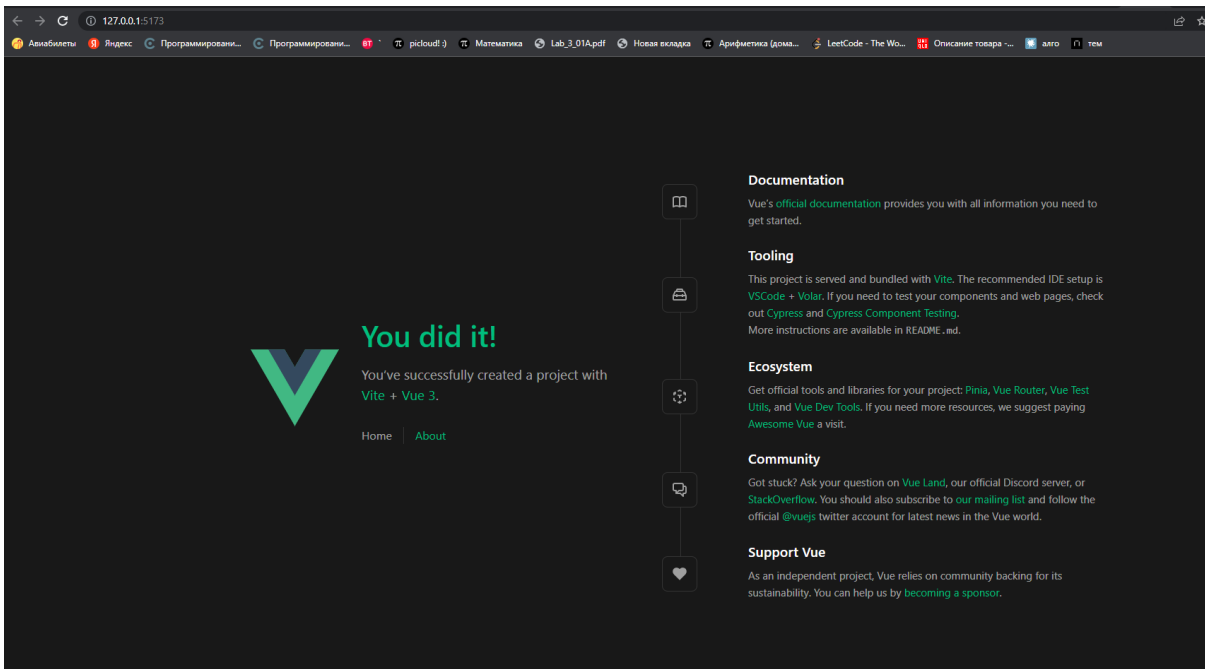 127.0.0.1:5173
Авиабилеты Яндекс Программировани... Программировани... BT ` picloud! :) Математика Lab_3_01A.pdf Новая вкладка Арифметика (дома... LeetCode - The Wo... Описание товара -... алго тем
Documentation
Vue's official documentation provides you with all information you need to
get started.
Tooling
This project is served and bundled with Vite. The recommended IDE setup is
VSCode + Volar. If you need to test your components and web pages, check
out Cypress and Cypress Component Testing.
More instructions are available in README.md.
You did it!
You've successfully created a project with
Vite + Vue 3.
Home About
Ecosystem
Get official tools and libraries for your project: Pinia, Vue Router, Vue Test
Utils, and Vue Dev Tools. If you need more resources, we suggest paying
Awesome Vue a visit.
Community
Got stuck? Ask your question on Vue Land, our official Discord server, or
StackOverflow. You should also subscribe to our mailing list and follow the
official @vuejs twitter account for latest news in the Vue world.
Support Vue
As an independent project, Vue relies on community backing for its
sustainability. You can help us by becoming a sponsor.